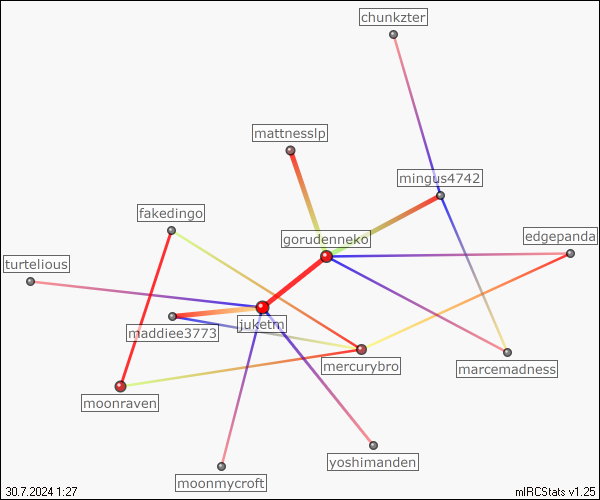 chunkzter
mattnesslp
mingus4742
fakedingo
gorudenneko
edgepanda
turtelious
maddiee3773
juketm
mercurybro
marcemadness
moonraven
yoshimanden
moonmycroft
30.7.2024 1:27
mIRCStats v1.25